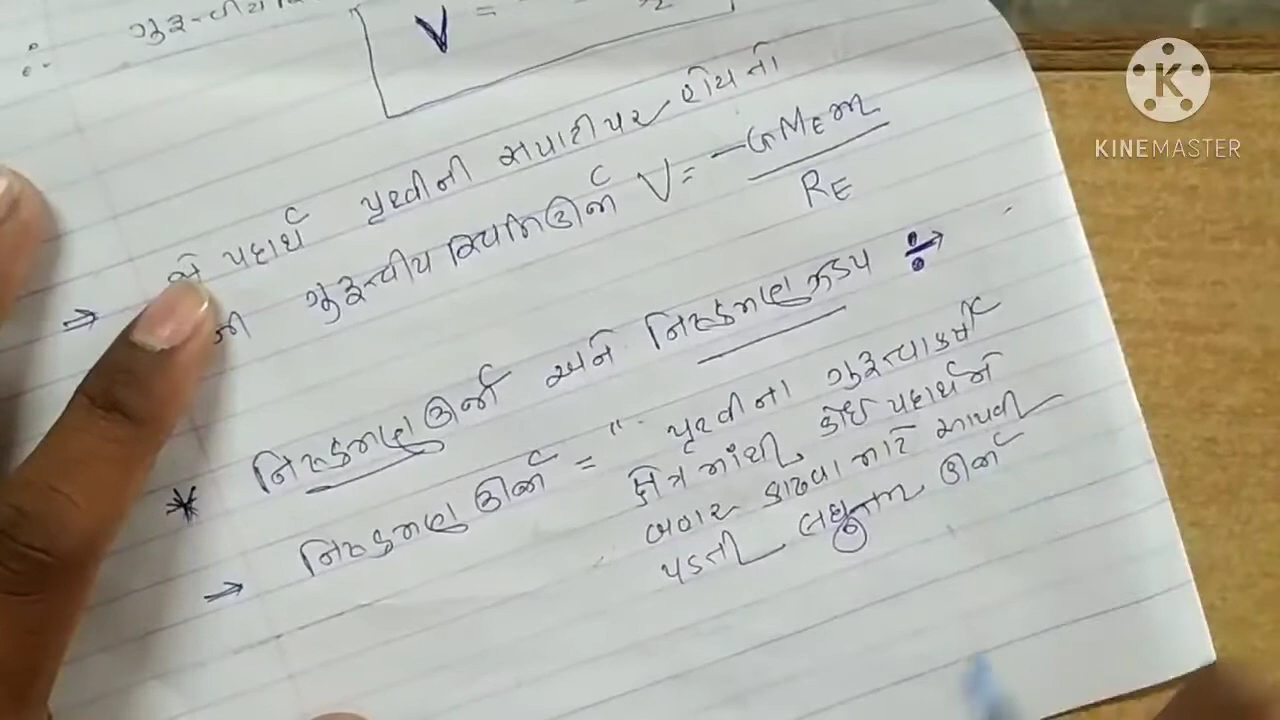 ∴ ગુરુત્વીય
V =
⇒ જો પદાર્થ પૃથ્વીની સપાટી પર હોય તો
ની ગુરુત્વીય સ્થિતિઊર્જા V = -GMEm / RE
* નિષ્ક્રમણ ઊર્જા અને નિષ્ક્રમણ ઝડપ ÷→
→ નિષ્ક્રમણ ઊર્જા = " પૃથ્વીના ગુરુત્વાકર્ષી
ક્ષેત્રમાંથી કોઈ પદાર્થને
બહાર કાઢવા માટે આપવી
પડતી લઘુત્તમ ઊર્જા
K
KINEMASTER